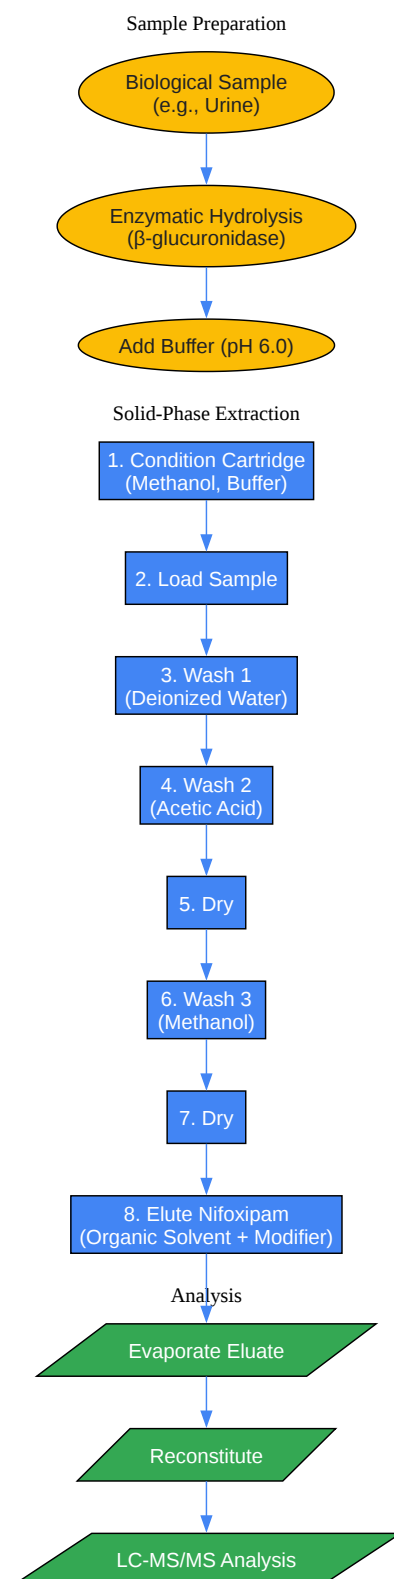 Sample Preparation
Biological Sample
(e.g., Urine)
Enzymatic Hydrolysis
(β-glucuronidase)
Add Buffer (pH 6.0)
Solid-Phase Extraction
1. Condition Cartridge
(Methanol, Buffer)
2. Load Sample
3. Wash 1
(Deionized Water)
4. Wash 2
(Acetic Acid)
5. Dry
6. Wash 3
(Methanol)
7. Dry
8. Elute Nifoxipam
(Organic Solvent + Modifier)
Analysis
Evaporate Eluate
Reconstitute
LC-MS/MS Analysis